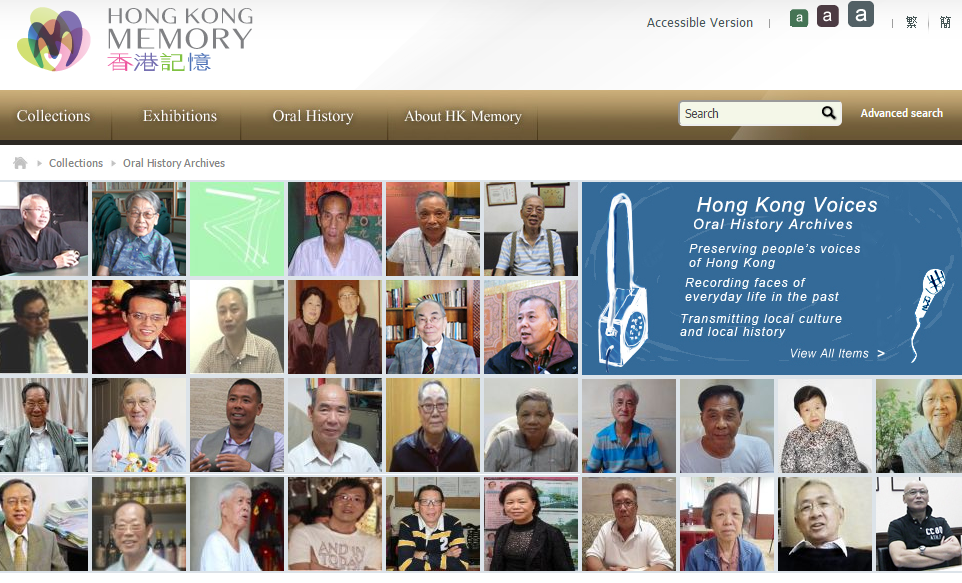 HONG KONG
MEMORY
香港記憶
Accessible Version
a
a
a
繁
簡
Collections
Exhibitions
Oral History
About HK Memory
Search
Advanced search
Collections
Oral History Archives
Hong Kong Voices
Oral History Archives
Preserving people's voices
of Hong Kong
Recording faces of
everyday life in the past
Transmitting local culture
and local history
View All Items >
AND IN
TODAY
2